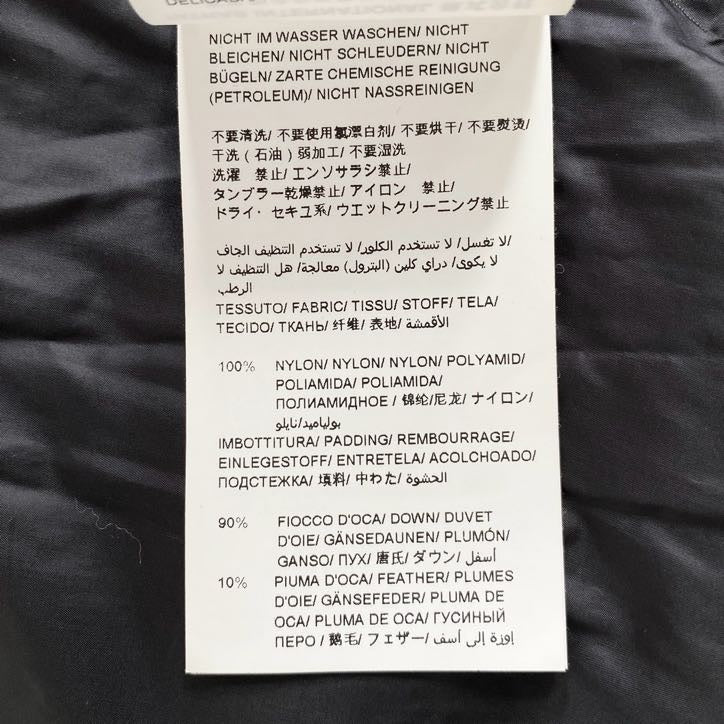 NICHT IM WASSER WASCHEN/ NICHT
BLEICHEN/ NICHT SCHLEUDERN/ NICHT
BÜGELN/ ZARTE CHEMISCHE REINIGUNG
(PETROLEUM)/ NICHT NASSREINIGEN
不要清洗/ 不要使用氯漂白剂/ 不要烘干/ 不要熨烫/
干洗 ( 石油 ) 弱加工/ 不要湿洗
洗濯 禁止/ エンソサラシ禁止/
タンブラー乾燥禁止/ アイロン 禁止/
ドライ・ セキユ系/ ウエットクリーニング禁止
لا تغسل/ لا تستخدم الكلور/ لا تستخدم التنظيف الجاف/
لا يكوى/ دراي كلين (البترول) معالجة/ هل التنظيف لا
الرطب
TESSUTO/ FABRIC/ TISSU/ STOFF/ TELA/
TECIDO/ ТКАНЬ/ 纤维/ 表地/ الأقمشة
100% NYLON/ NYLON/ NYLON/ POLYAMID/
POLIAMIDA/ POLIAMIDA/
ПОЛИАМИДНОЕ / 锦纶/尼龙/ ナイロン/
بولياميد/نايلو
IMBOTTITURA/ PADDING/ REMBOURRAGE/
EINLEGESTOFF/ ENTRETELA/ ACOLCHOADO/
ПОДСТЕЖКА/ 填料/ 中わた/ الحشوة
90% FIOCCO D'OCA/ DOWN/ DUVET
D'OIE/ GÄNSEDAUNEN/ PLUMÓN/
GANSO/ ПУХ/ 唐氏/ ダウン/ أسفل
10% PIUMA D'OCA/ FEATHER/ PLUMES
D'OIE/ GÄNSEFEDER/ PLUMA DE
OCA/ PLUMA DE OCA/ ГУСИНЫЙ
ПЕРО / 鹅毛/ フェザー/ إوزة إلى أسف